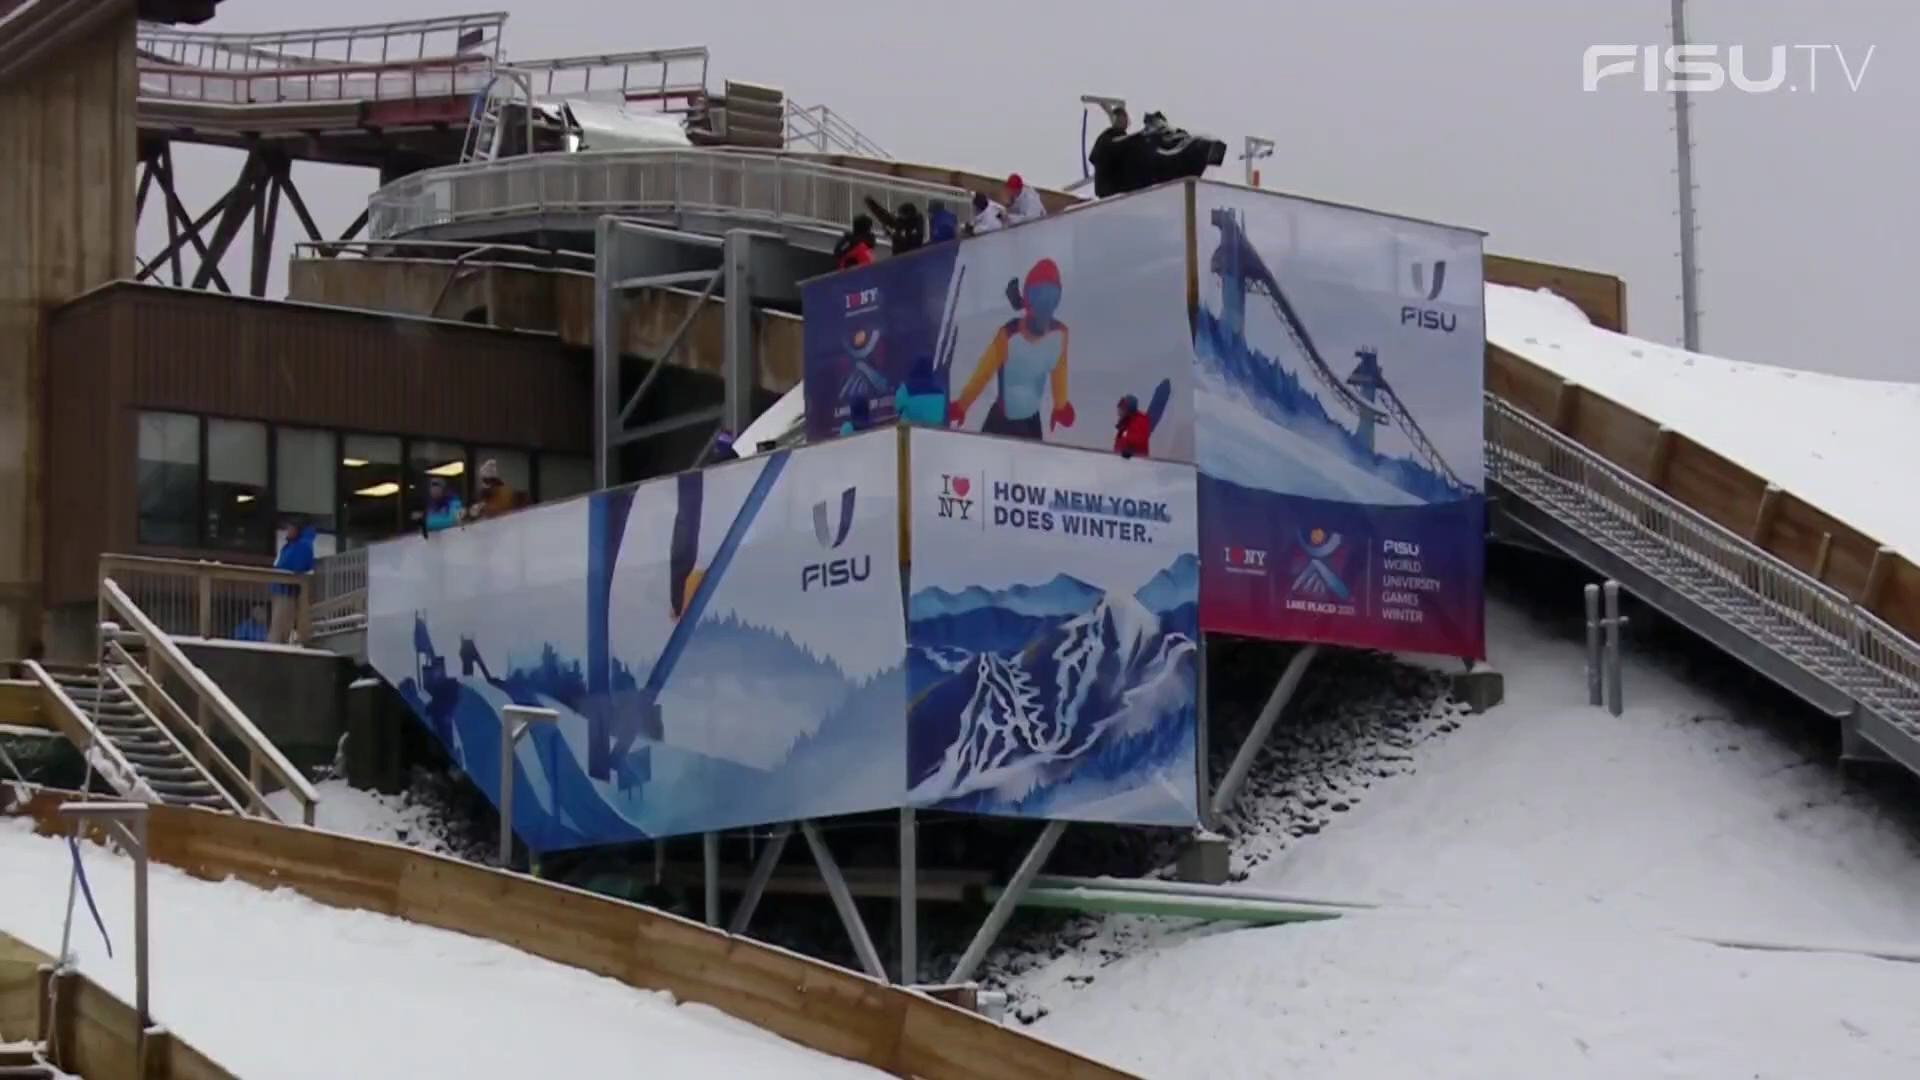 FISU.TV
I NY
FISU
I ❤ NY
HOW NEW YORK
DOES WINTER.
FISU
I ❤ NY
LAKE PLACID 2023
FISU
WORLD
UNIVERSITY
GAMES
WINTER